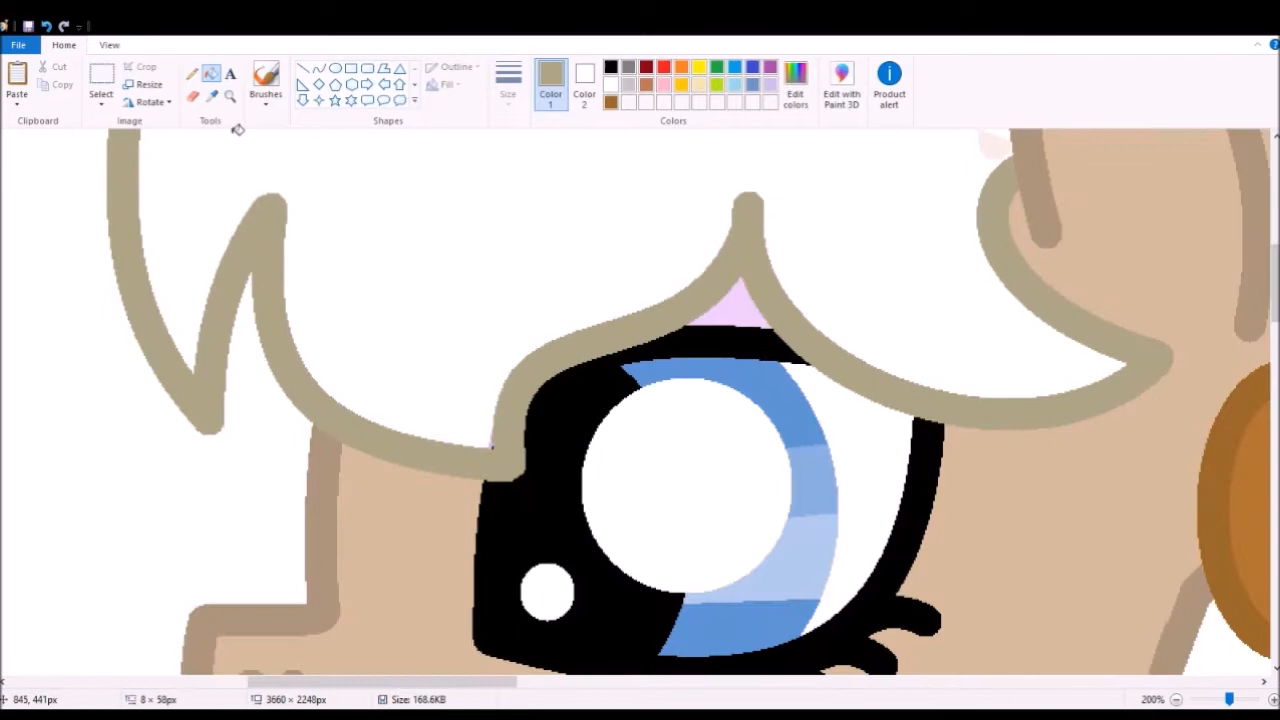 File Home View
Paste
Cut
Copy
Clipboard
Select
Crop
Resize
Rotate
Image
A
Tools
Brushes
Outline
Fill
Shapes
Size
Color 1
Color 2
Edit colors
Colors
Edit with Paint 3D
Product alert
845, 441px 8 × 58px 3660 × 2248px Size: 168.6KB 200%